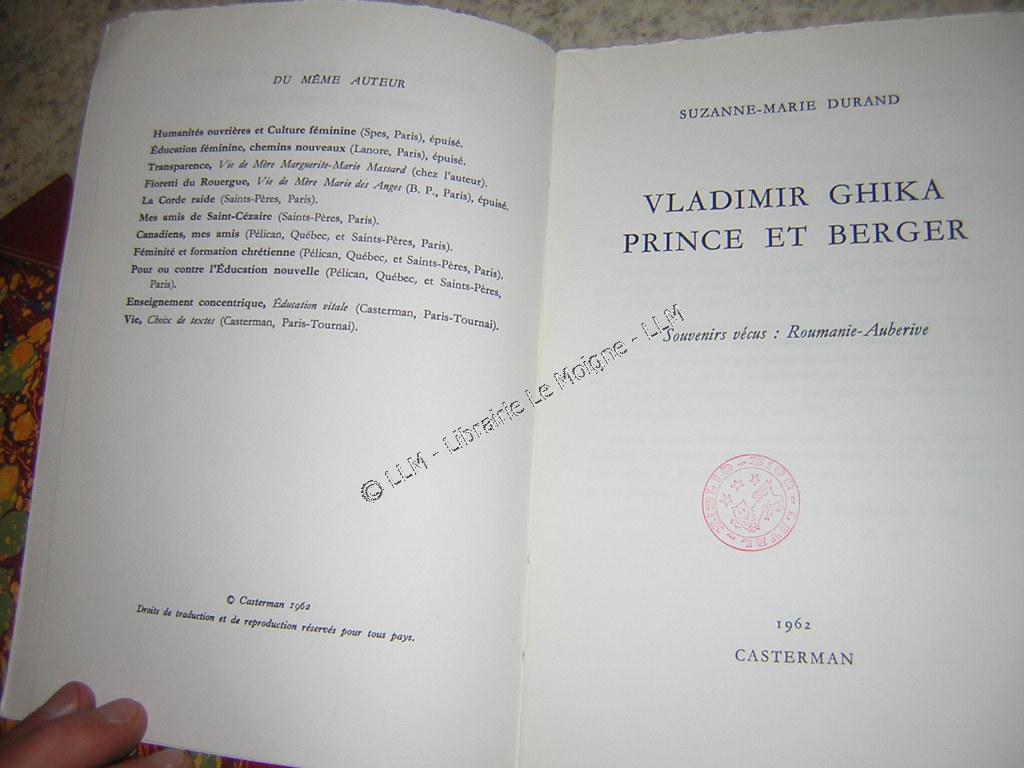 DU MÊME AUTEUR
Humanités ouvrières et Culture féminine (Spes, Paris), épuisé.
Éducation féminine, chemins nouveaux (Lanore, Paris), épuisé.
Transparence, Vie de Mère Marguerite-Marie Massard (chez l'auteur).
Fioretti du Rouergue, Vie de Mère Marie des Anges (B. P., Paris), épuisé.
La Corde raide (Saints-Pères, Paris).
Mes amis de Saint-Cézaire (Saints-Pères, Paris).
Canadiens, mes amis (Pélican, Québec, et Saints-Pères, Paris).
Féminité et formation chrétienne (Pélican, Québec, et Saints-Pères, Paris).
Pour ou contre l'Éducation nouvelle (Pélican, Québec, et Saints-Pères,
Paris).
Enseignement concentrique, Éducation vitale (Casterman, Paris-Tournai).
Vie, Choix de textes (Casterman, Paris-Tournai).
© Casterman 1962
Droits de traduction et de reproduction réservés pour tous pays.
SUZANNE-MARIE DURAND
VLADIMIR GHIKA
PRINCE ET BERGER
Souvenirs vécus : Roumanie-Auberive
1962
CASTERMAN
© LLM - Librairie Le Moigne - LLM